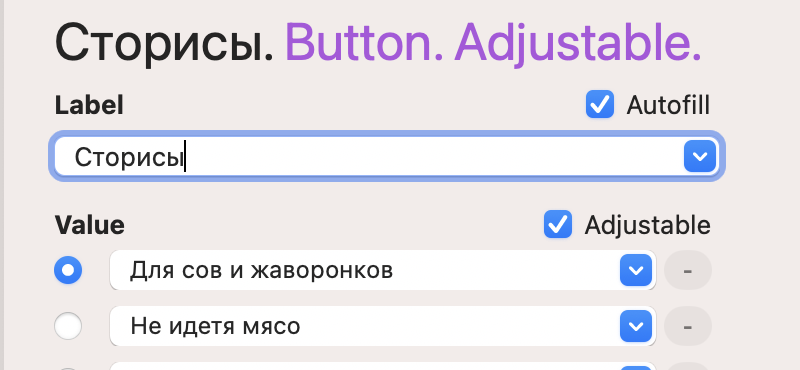 Сторисы. Button. Adjustable.
Label Autofill
Сторисы
Value Adjustable
Для сов и жаворонков -
Не идетя мясо -